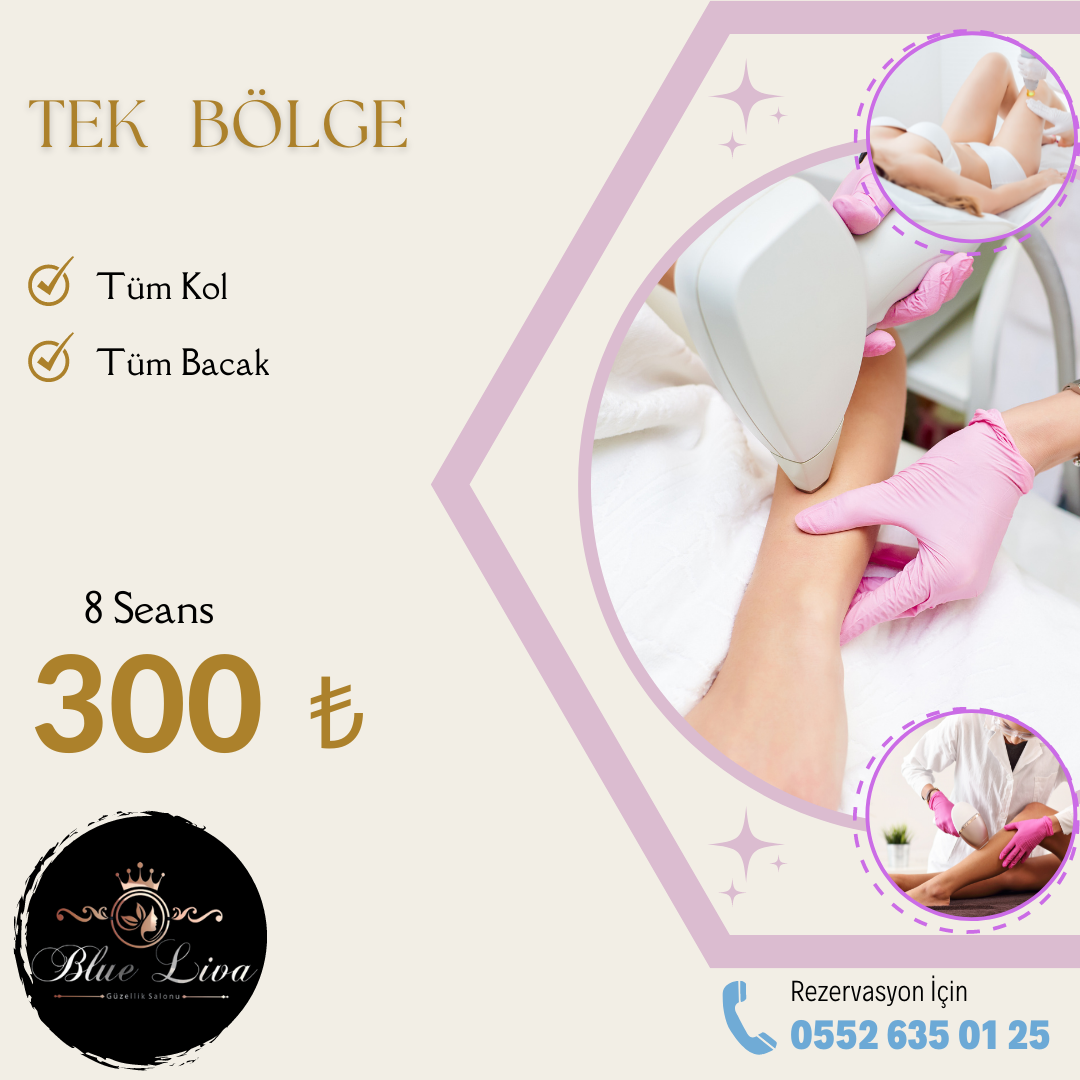 TEK BÖLGE
Tüm Kol
Tüm Bacak
8 Seans
300 ₺
Blue Liva
Güzellik Salonu
Rezervasyon İçin
0552 635 01 25